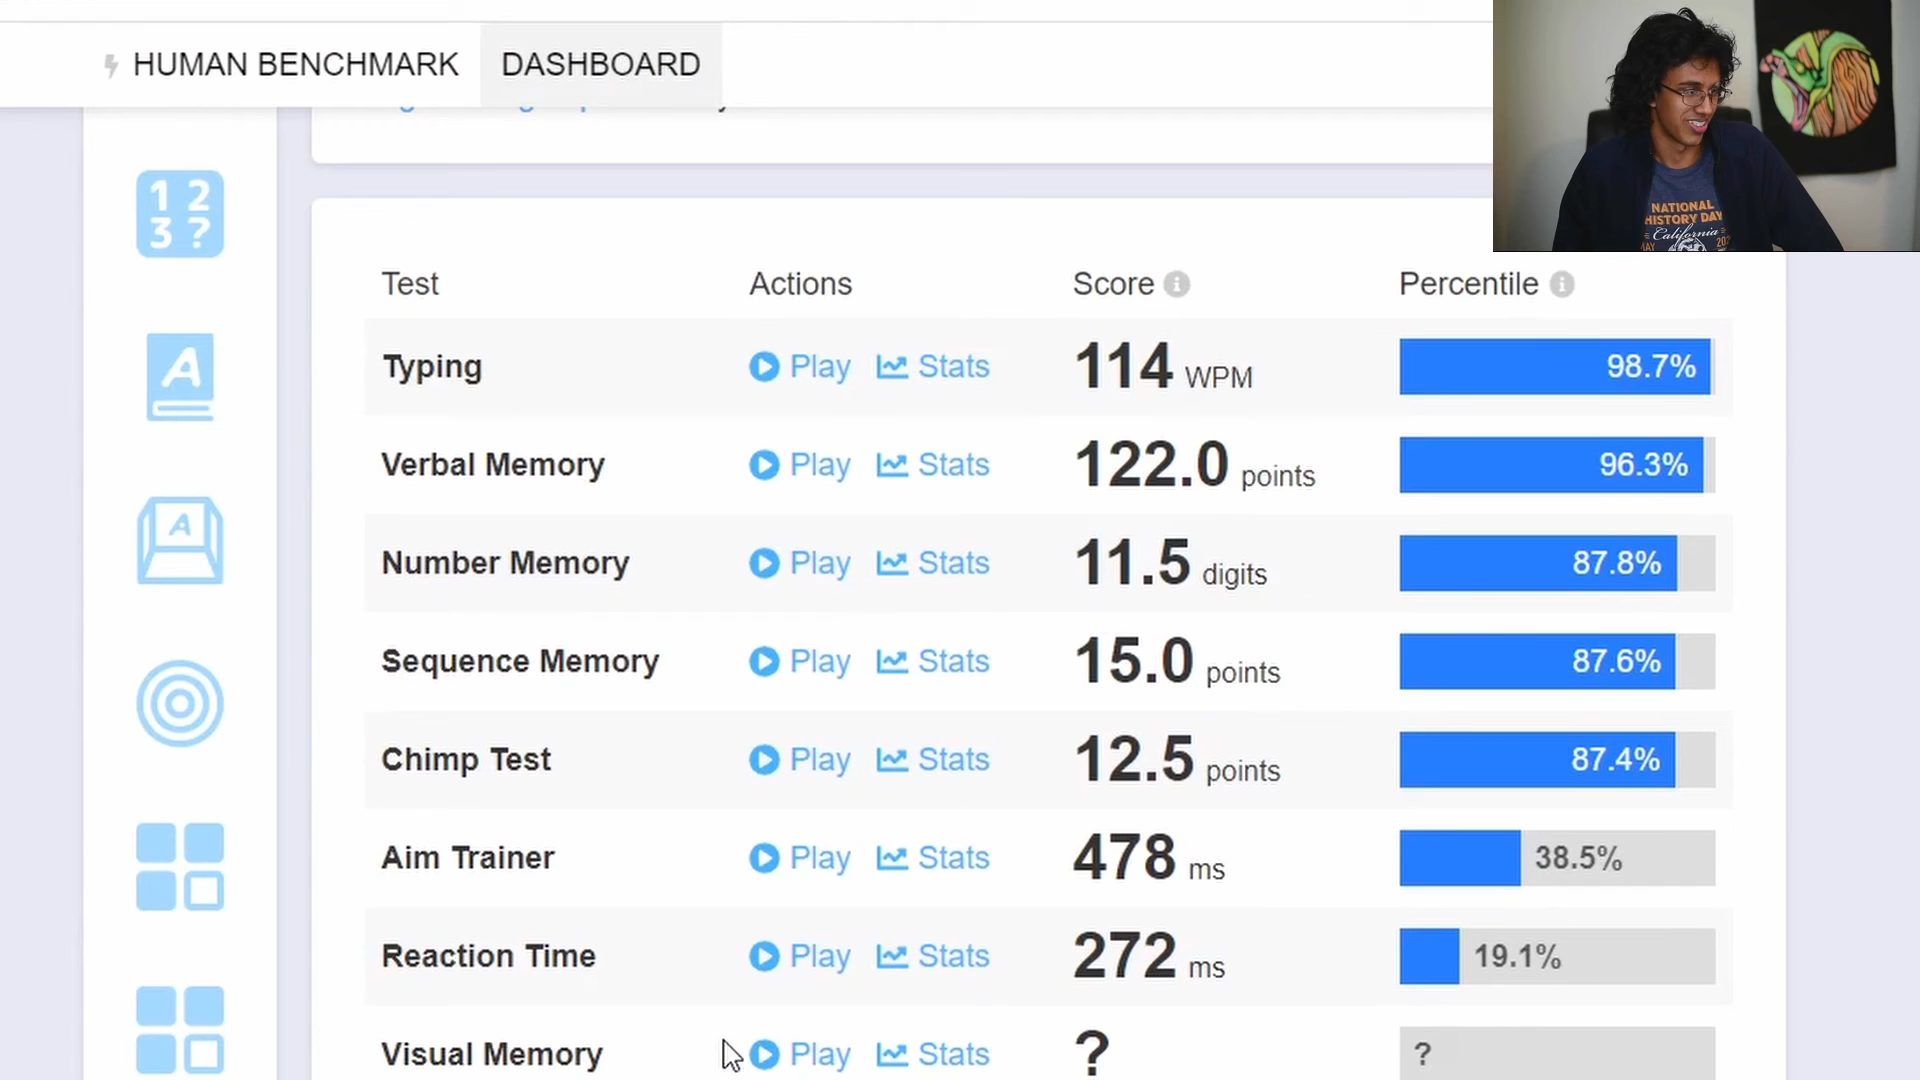 HUMAN BENCHMARK DASHBOARD
1 2
3 ?
A
A
NATIONAL
HISTORY DAY
California
MAY
Test Actions Score Percentile
Typing Play Stats 114 WPM 98.7%
Verbal Memory Play Stats 122.0 points 96.3%
Number Memory Play Stats 11.5 digits 87.8%
Sequence Memory Play Stats 15.0 points 87.6%
Chimp Test Play Stats 12.5 points 87.4%
Aim Trainer Play Stats 478 ms 38.5%
Reaction Time Play Stats 272 ms 19.1%
Visual Memory Play Stats ? ?